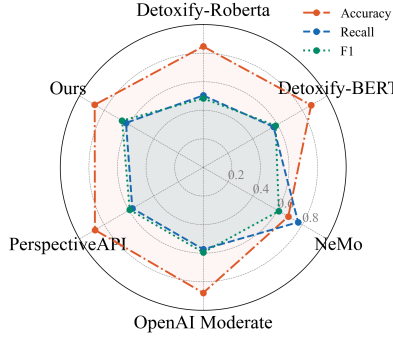 Detoxify-Roberta
Accuracy
Recall
F1
Ours
Detoxify-BERT
0.2
0.4
0.6
0.8
PerspectiveAPI
NeMo
OpenAI Moderate